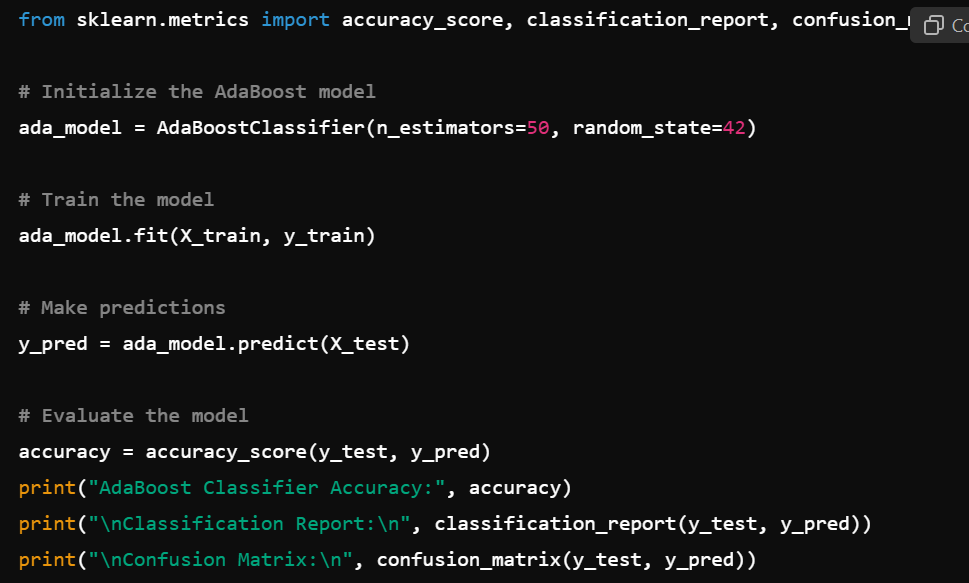 from sklearn.metrics import accuracy_score, classification_report,
# Initialize the AdaBoost model
ada_model = AdaBoostClassifier(n_estimators=50, random_state=42)
# Train the model
ada_model.fit(X_train, y_train)
# Make predictions
y_pred = ada_model.predict(X_test)
# Evaluate the model
accuracy = accuracy_score(y_test, y_pred)
print("AdaBoost Classifier Accuracy:", accuracy)
print("\nClassification Report:\n", classification_report(y_test, y_pred))
print("\nConfusion Matrix:\n", confusion_matrix(y_test, y_pred))